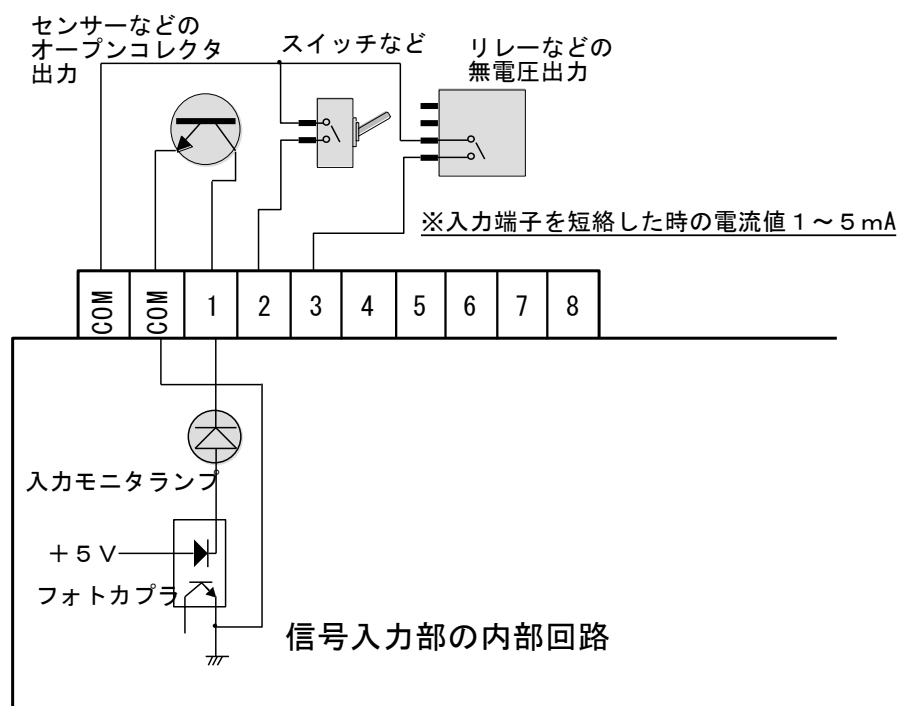 センサーなどの
オープンコレクタ
出力
スイッチなど
リレーなどの
無電圧出力
※入力端子を短絡した時の電流値１～５mA
COM COM 1 2 3 4 5 6 7 8
入力モニタランプ
＋５V
フォトカプラ
信号入力部の内部回路